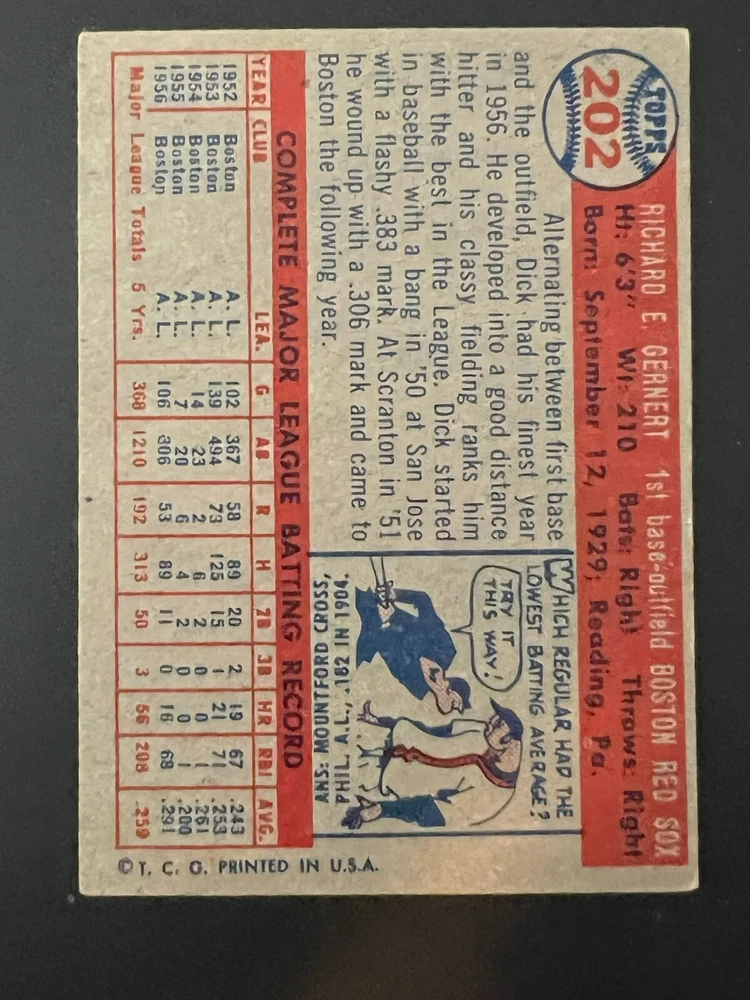 TOPPS
202
RICHARD E. GERNERT 1st base-outfield BOSTON RED SOX
Ht: 6'3" Wt: 210 Bats: Right Throws: Right
Born: September 12, 1929; Reading, Pa.
Alternating between first base
and the outfield, Dick had his finest year
in 1956. He developed into a good distance
hitter and his classy fielding ranks him
with the best in the League. Dick started
in baseball with a bang in '50 at San Jose
with a flashy .383 mark. At Scranton in '51
he wound up with a .306 mark and came to
Boston the following year.
WHICH REGULAR HAD THE
LOWEST BATTING AVERAGE?
TRY IT
THIS WAY!
ANS: MOUNTFORD CROSS,
PHIL. A.L., .182 IN 1904.
COMPLETE MAJOR LEAGUE BATTING RECORD
YEAR CLUB LEA. G AB R H 2B 3B HR RBI AVG.
1952 Boston A. L. 102 367 58 89 20 2 19 67 .243
1953 Boston A. L. 139 494 73 125 15 1 21 71 .253
1954 Boston A. L. 14 23 2 6 2 0 0 1 .261
1955 Boston A. L. 7 20 6 4 2 0 0 1 .200
1956 Boston A. L. 106 306 53 89 11 0 16 68 .291
Major League Totals 5 Yrs. 368 1210 192 313 50 3 56 208 .259
© T. C. G. PRINTED IN U.S.A.